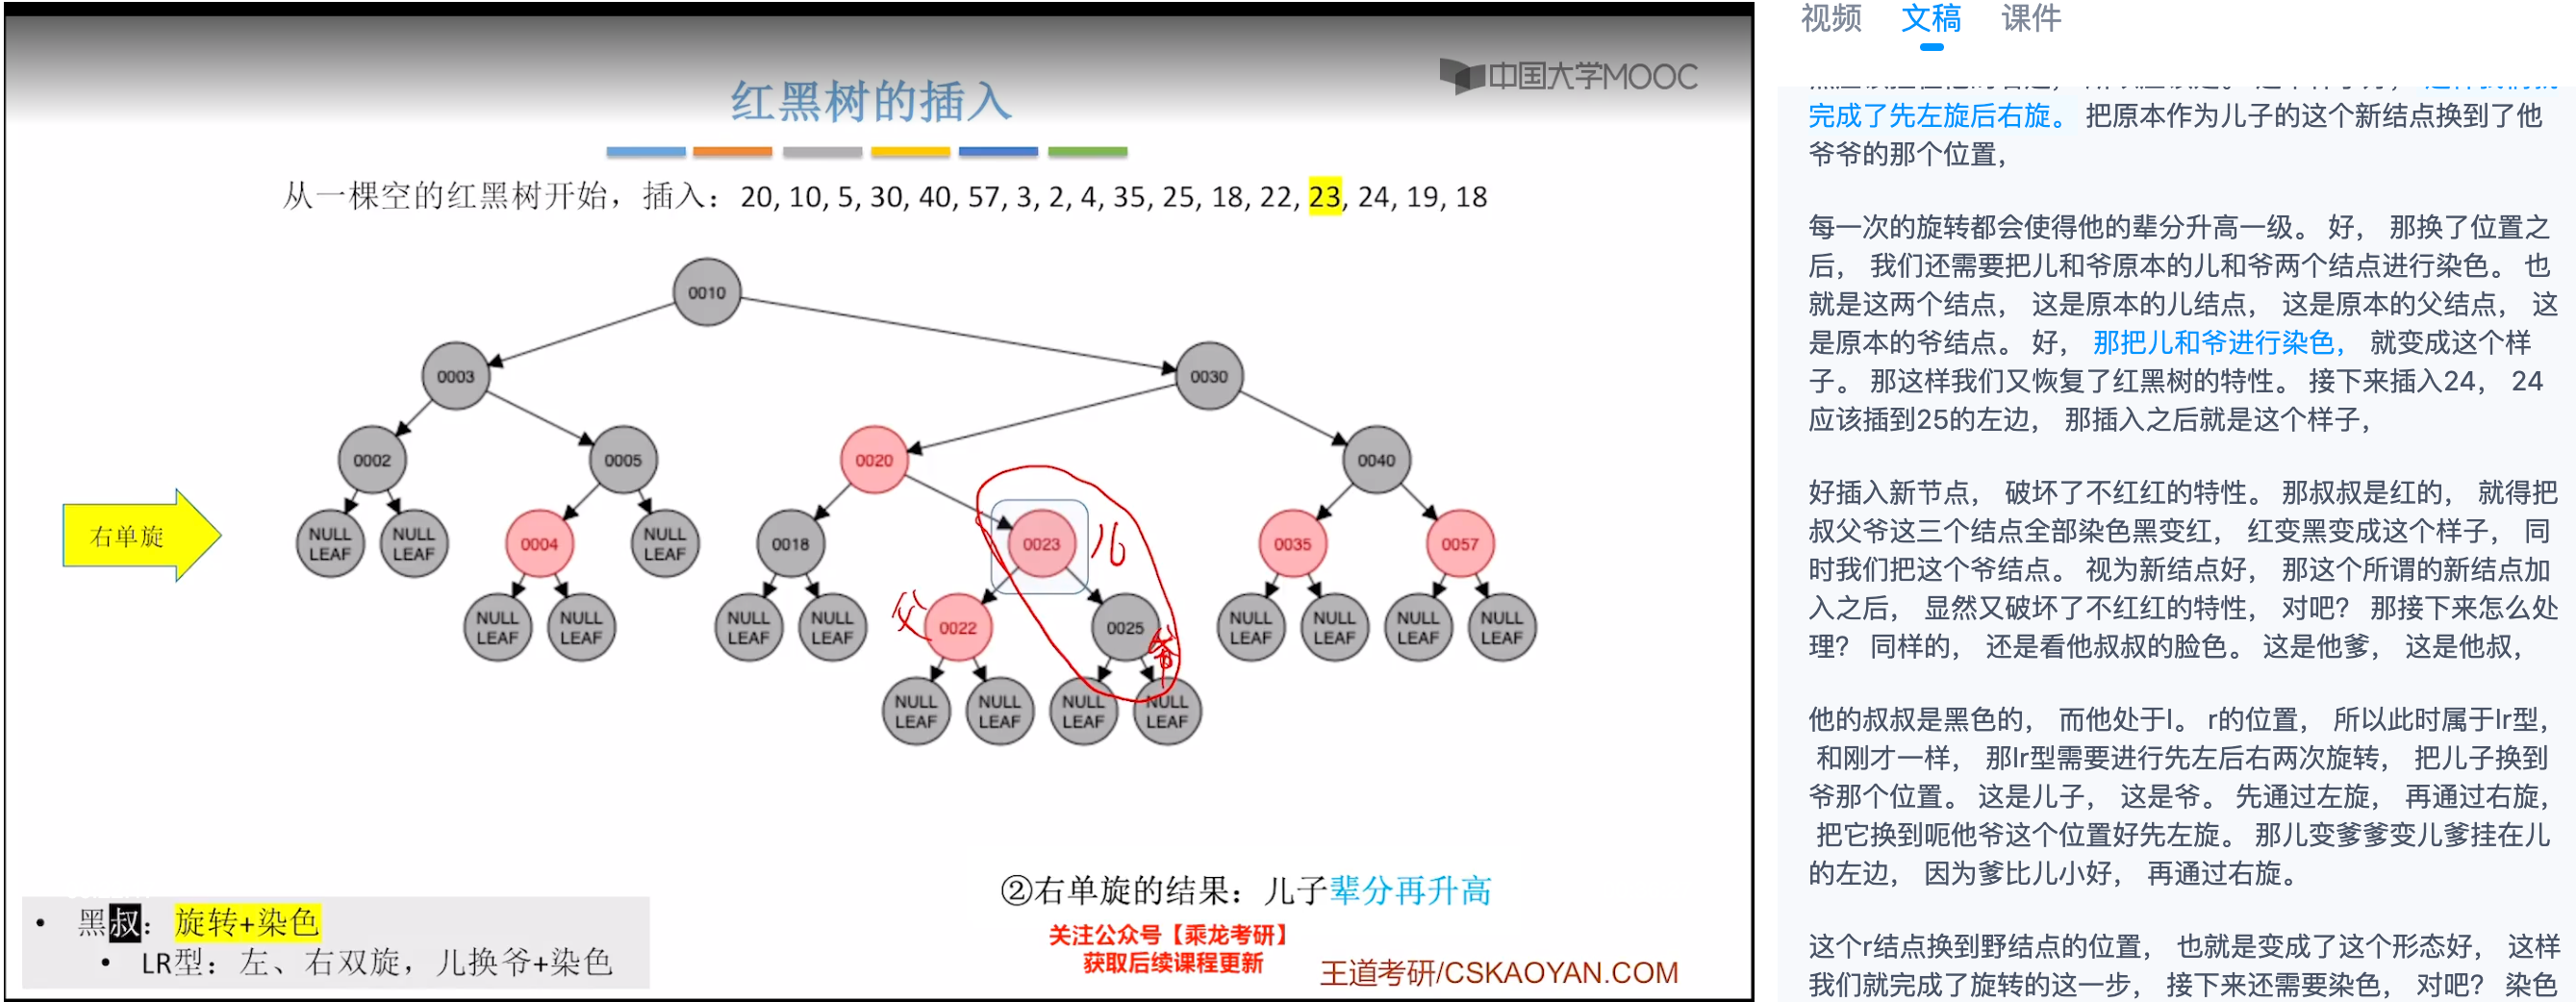 中国大学MOOC
红黑树的插入
从一棵空的红黑树开始，插入：20, 10, 5, 30, 40, 57, 3, 2, 4, 35, 25, 18, 22, 23, 24, 19, 18
0010
0003
0030
0002
0005
0020
0040
右单旋
NULL LEAF
NULL LEAF
0004
NULL LEAF
0018
0023
儿
0035
0057
NULL LEAF
NULL LEAF
NULL LEAF
NULL LEAF
父
0022
0025
爷
NULL LEAF
NULL LEAF
NULL LEAF
NULL LEAF
NULL LEAF
NULL LEAF
NULL LEAF
NULL LEAF
②右单旋的结果：儿子辈分再升高
• 黑叔：旋转+染色
• LR型：左、右双旋，儿换爷+染色
关注公众号【乘龙考研】
获取后续课程更新
王道考研/CSKAOYAN.COM
视频 文稿 课件
完成了先左旋后右旋。 把原本作为儿子的这个新结点换到了他
爷爷的那个位置，
每一次的旋转都会使得他的辈分升高一级。 好， 那换了位置之
后， 我们还需要把儿和爷原本的儿和爷两个结点进行染色。 也
就是这两个结点， 这是原本的儿结点， 这是原本的父结点， 这
是原本的爷结点。 好， 那把儿和爷进行染色， 就变成这个样
子。 那这样我们又恢复了红黑树的特性。 接下来插入24， 24
应该插到25的左边， 那插入之后就是这个样子，
好插入新节点， 破坏了不红红的特性。 那叔叔是红的， 就得把
叔父爷这三个结点全部染色黑变红， 红变黑变成这个样子， 同
时我们把这个爷结点。 视为新结点好， 那这个所谓的新结点加
入之后， 显然又破坏了不红红的特性， 对吧？ 那接下来怎么处
理？ 同样的， 还是看他叔叔的脸色。 这是他爹， 这是他叔，
他的叔叔是黑色的， 而他处于l。 r的位置， 所以此时属于lr型，
和刚才一样， 那lr型需要进行先左后右两次旋转， 把儿子换到
爷那个位置。 这是儿子， 这是爷。 先通过左旋， 再通过右旋，
把它换到呃他爷这个位置好先左旋。 那儿变爹爹变儿爹挂在儿
的左边， 因为爹比儿小好， 再通过右旋。
这个r结点换到野结点的位置， 也就是变成了这个形态好， 这样
我们就完成了旋转的这一步， 接下来还需要染色， 对吧？ 染色